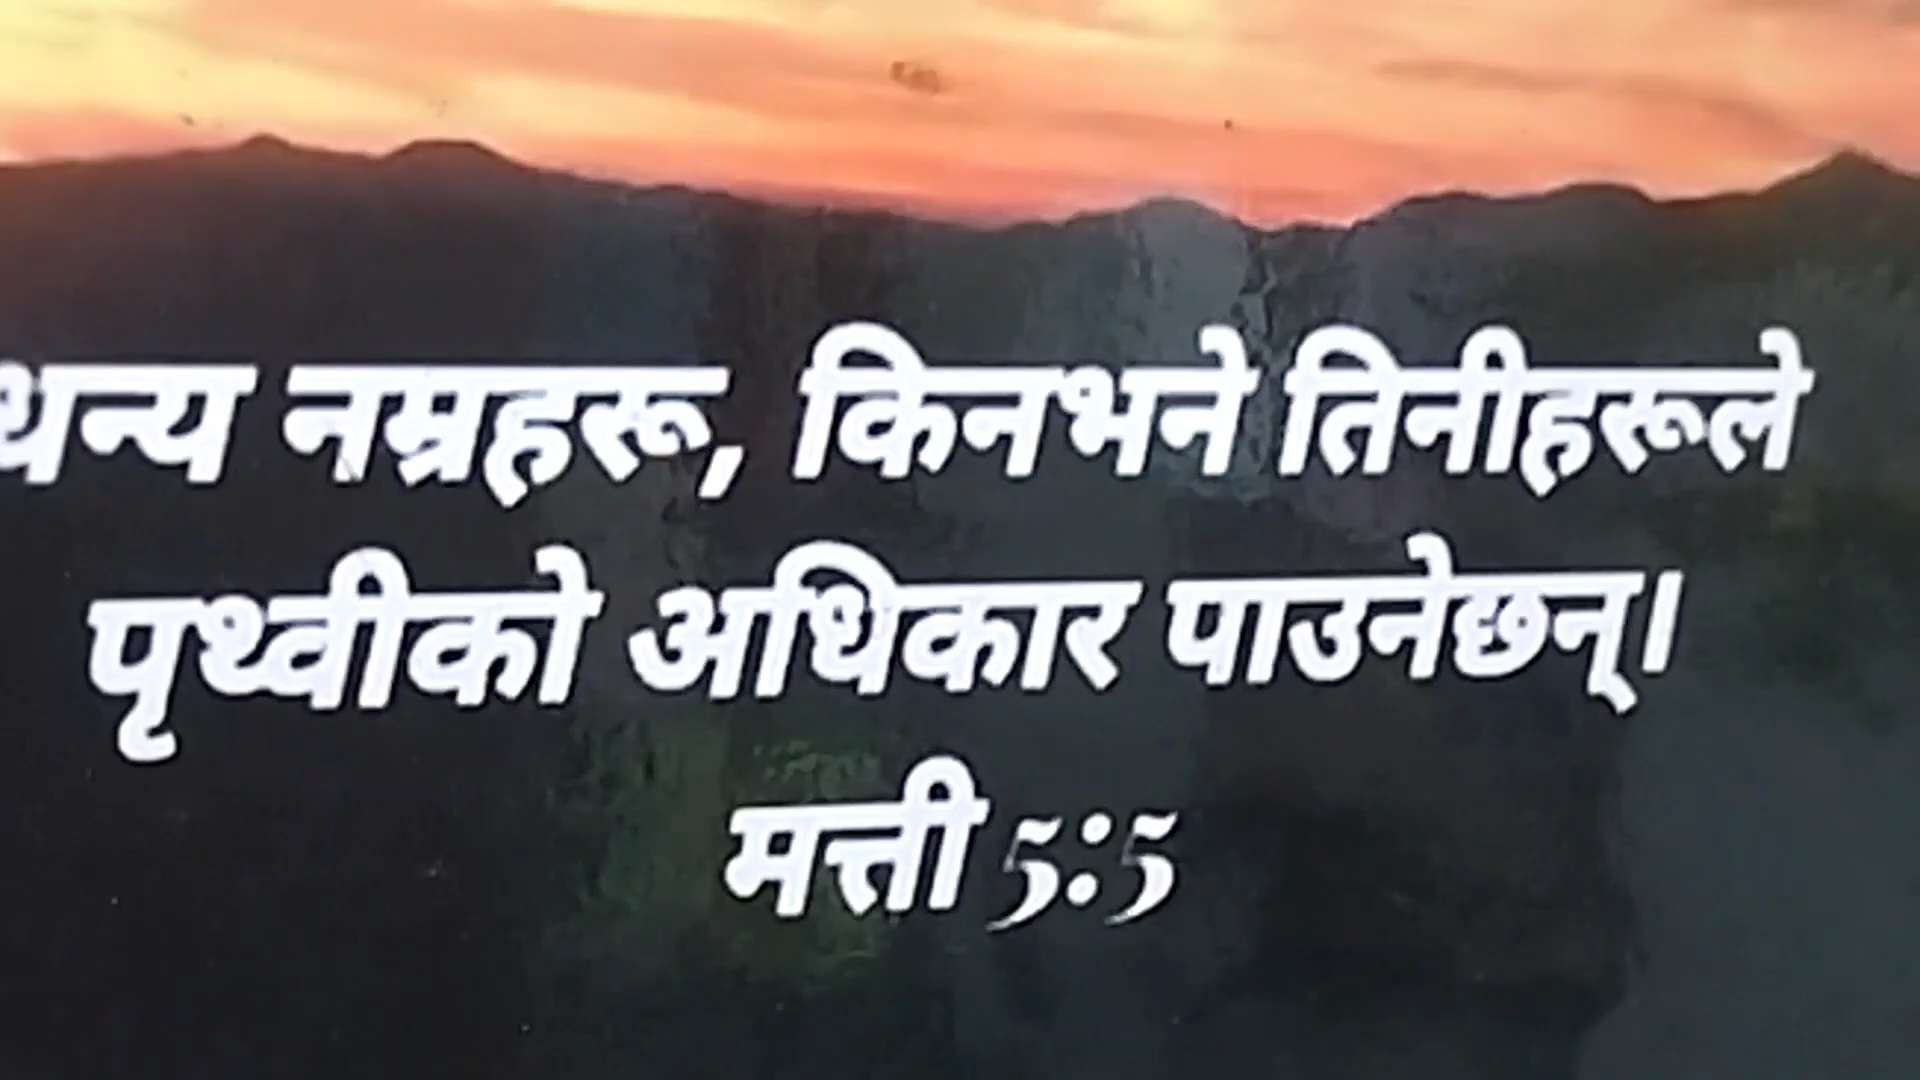 धन्य नम्रहरू, किनभने तिनीहरूले
पृथ्वीको अधिकार पाउनेछन्।
मत्ती 5:5